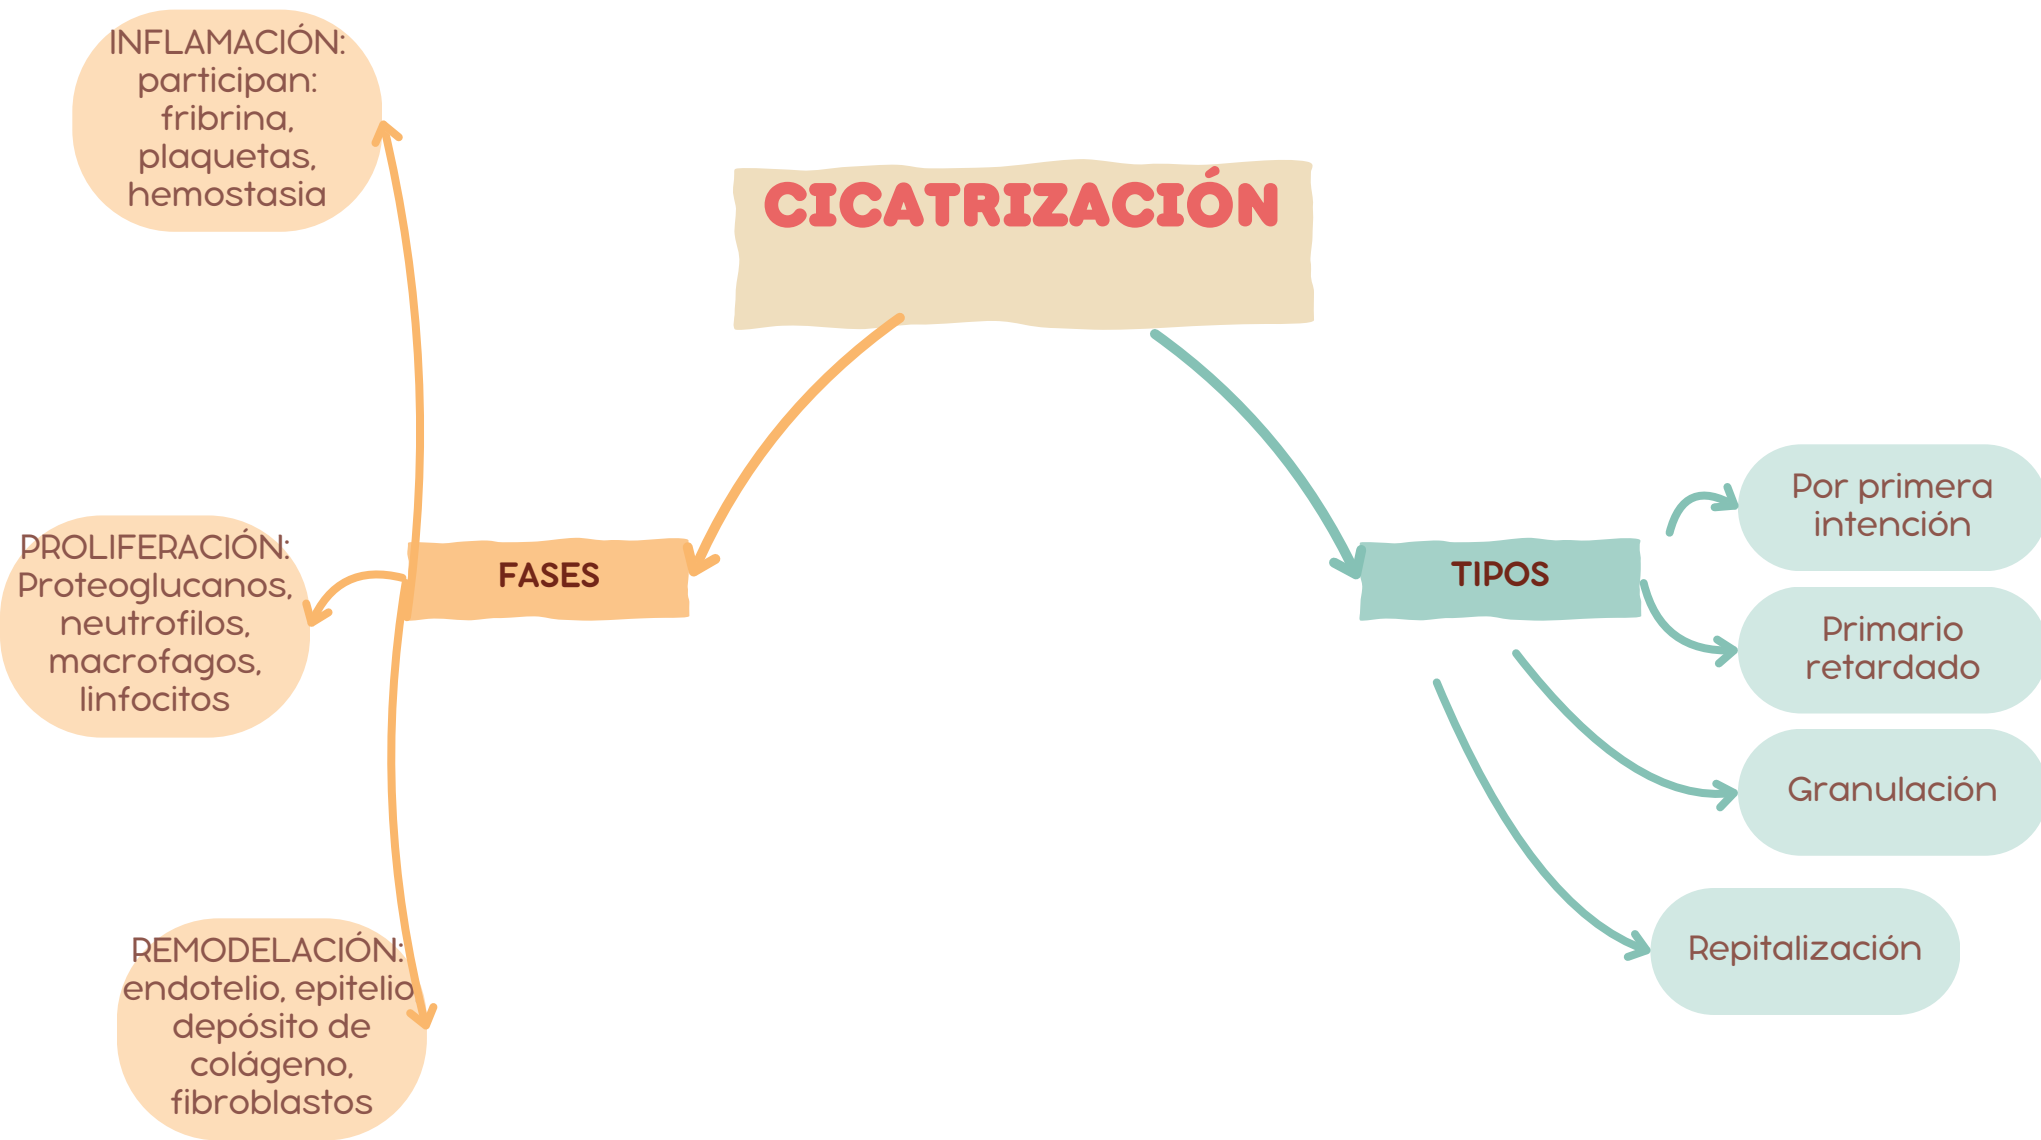 CICATRIZACIÓN
FASES
INFLAMACIÓN:
participan:
fribrina,
plaquetas,
hemostasia
PROLIFERACIÓN:
Proteoglucanos,
neutrofilos,
macrofagos,
linfocitos
REMODELACIÓN:
endotelio, epitelio
depósito de
colágeno,
fibroblastos
TIPOS
Por primera
intención
Primario
retardado
Granulación
Repitalización